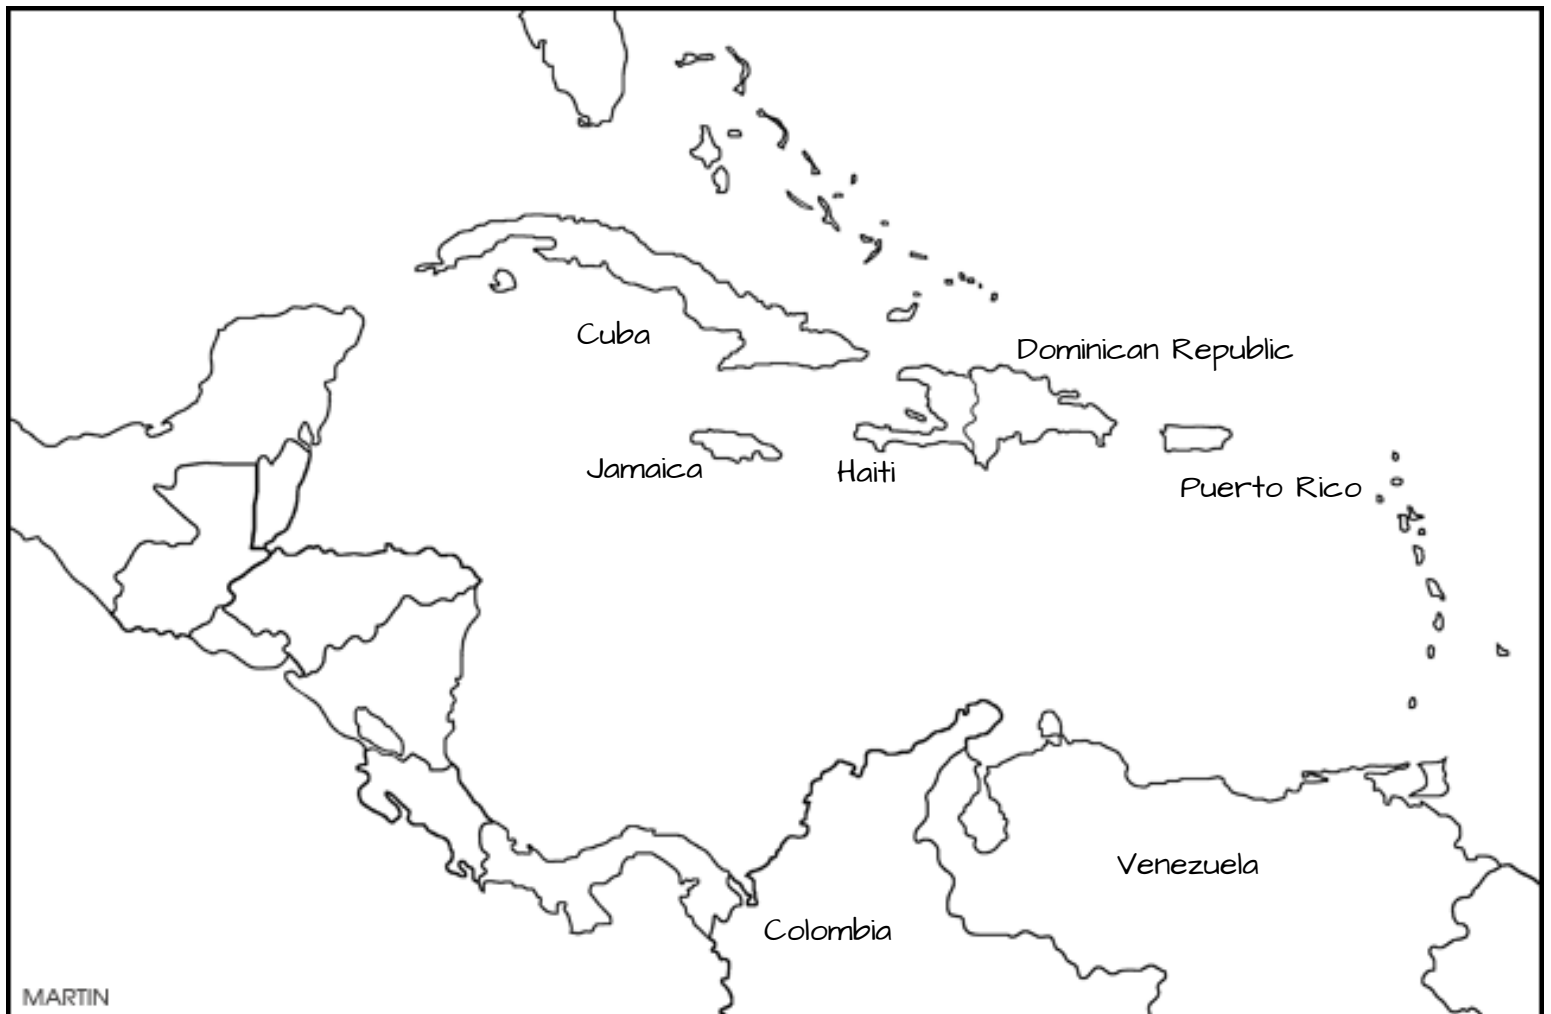 Cuba
Dominican Republic
Jamaica
Haiti
Puerto Rico
Venezuela
Colombia
MARTIN